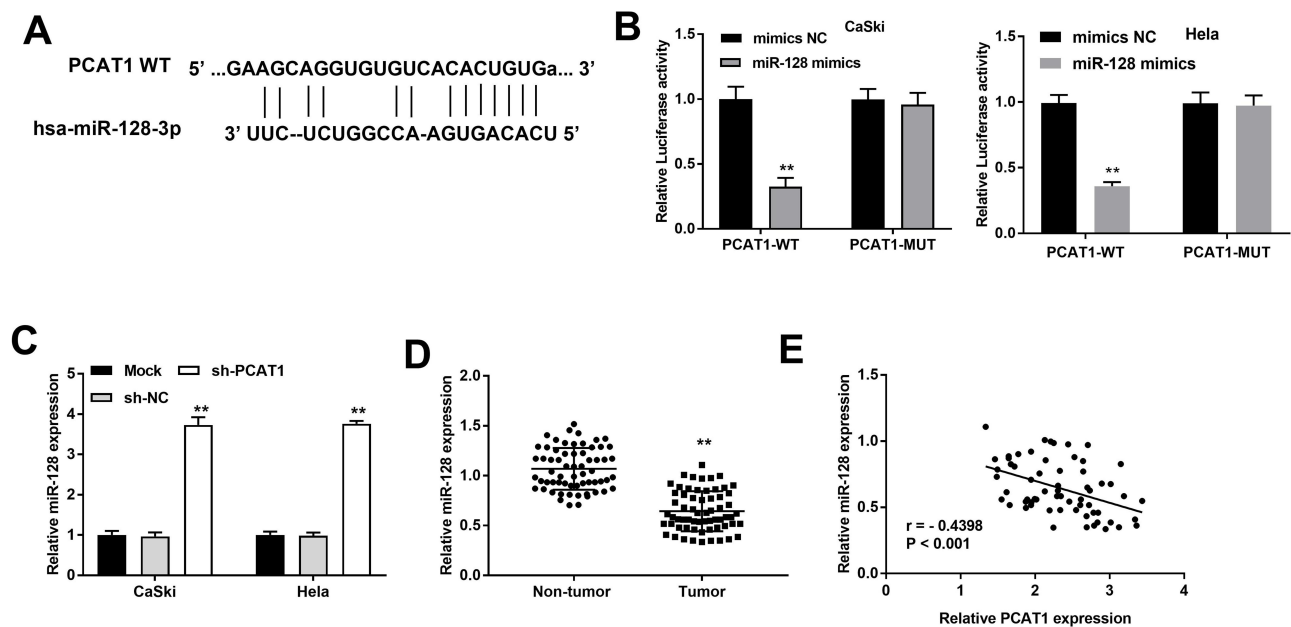 A
PCAT1 WT 5’ ...GAAGCAGGUGUGUCACACUGUGa... 3’
hsa-miR-128-3p 3’ UUC--UCUGGCCA-AGUGACACU 5’
B
CaSki
mimics NC
miR-128 mimics
Relative Luciferase activity
1.5
1.0
0.5
0.0
**
PCAT1-WT PCAT1-MUT
Hela
mimics NC
miR-128 mimics
Relative Luciferase activity
1.5
1.0
0.5
0.0
**
PCAT1-WT PCAT1-MUT
C
Mock sh-PCAT1
sh-NC
Relative miR-128 expression
5
4
3
2
1
0
** **
CaSki Hela
D
Relative miR-128 expression
2.0
1.5
1.0
0.5
0.0
**
Non-tumor Tumor
E
Relative miR-128 expression
1.5
1.0
0.5
0.0
r = - 0.4398
P < 0.001
0 1 2 3 4
Relative PCAT1 expression